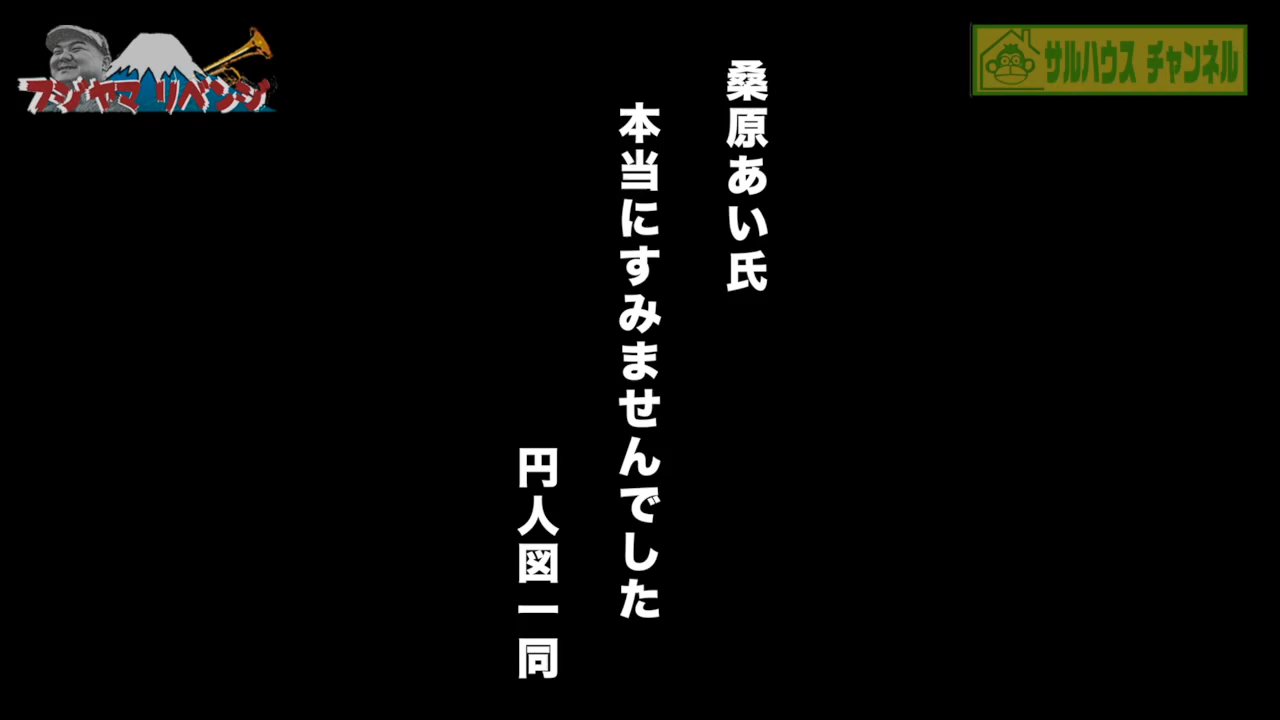 フジヤマ リベンジ
サルハウス チャンネル
桑原あい氏
本当にすみませんでした
円人図一同